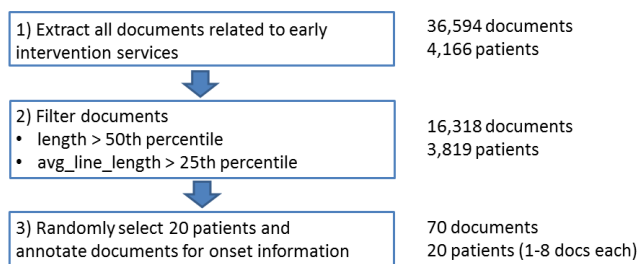 1) Extract all documents related to early
intervention services
36,594 documents
4,166 patients
2) Filter documents
• length > 50th percentile
• avg_line_length > 25th percentile
16,318 documents
3,819 patients
3) Randomly select 20 patients and
annotate documents for onset information
70 documents
20 patients (1-8 docs each)